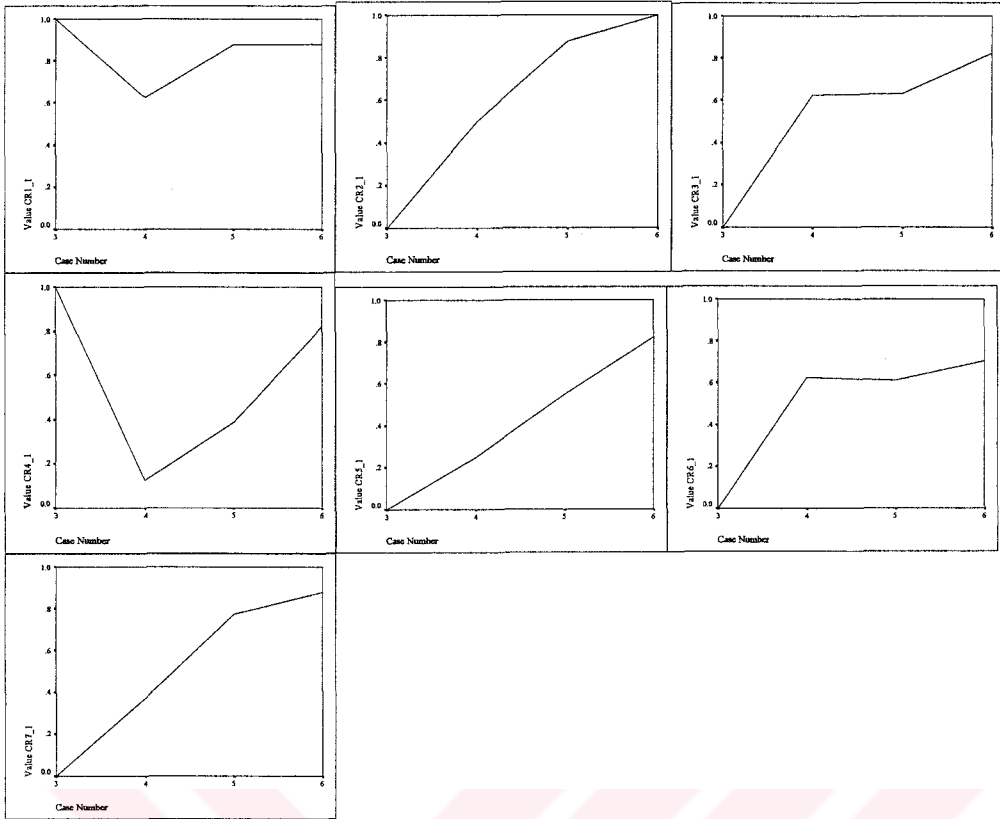 1.0
.8
.6
.4
.2
0.0
Value CR1_1
3 4 5 6
Case Number
1.0
.8
.6
.4
.2
0.0
Value CR2_1
3 4 5 6
Case Number
1.0
.8
.6
.4
.2
0.0
Value CR3_1
3 4 5 6
Case Number
1.0
.8
.6
.4
.2
0.0
Value CR4_1
3 4 5 6
Case Number
1.0
.8
.6
.4
.2
0.0
Value CR5_1
3 4 5 6
Case Number
1.0
.8
.6
.4
.2
0.0
Value CR6_1
3 4 5 6
Case Number
1.0
.8
.6
.4
.2
0.0
Value CR7_1
3 4 5 6
Case Number